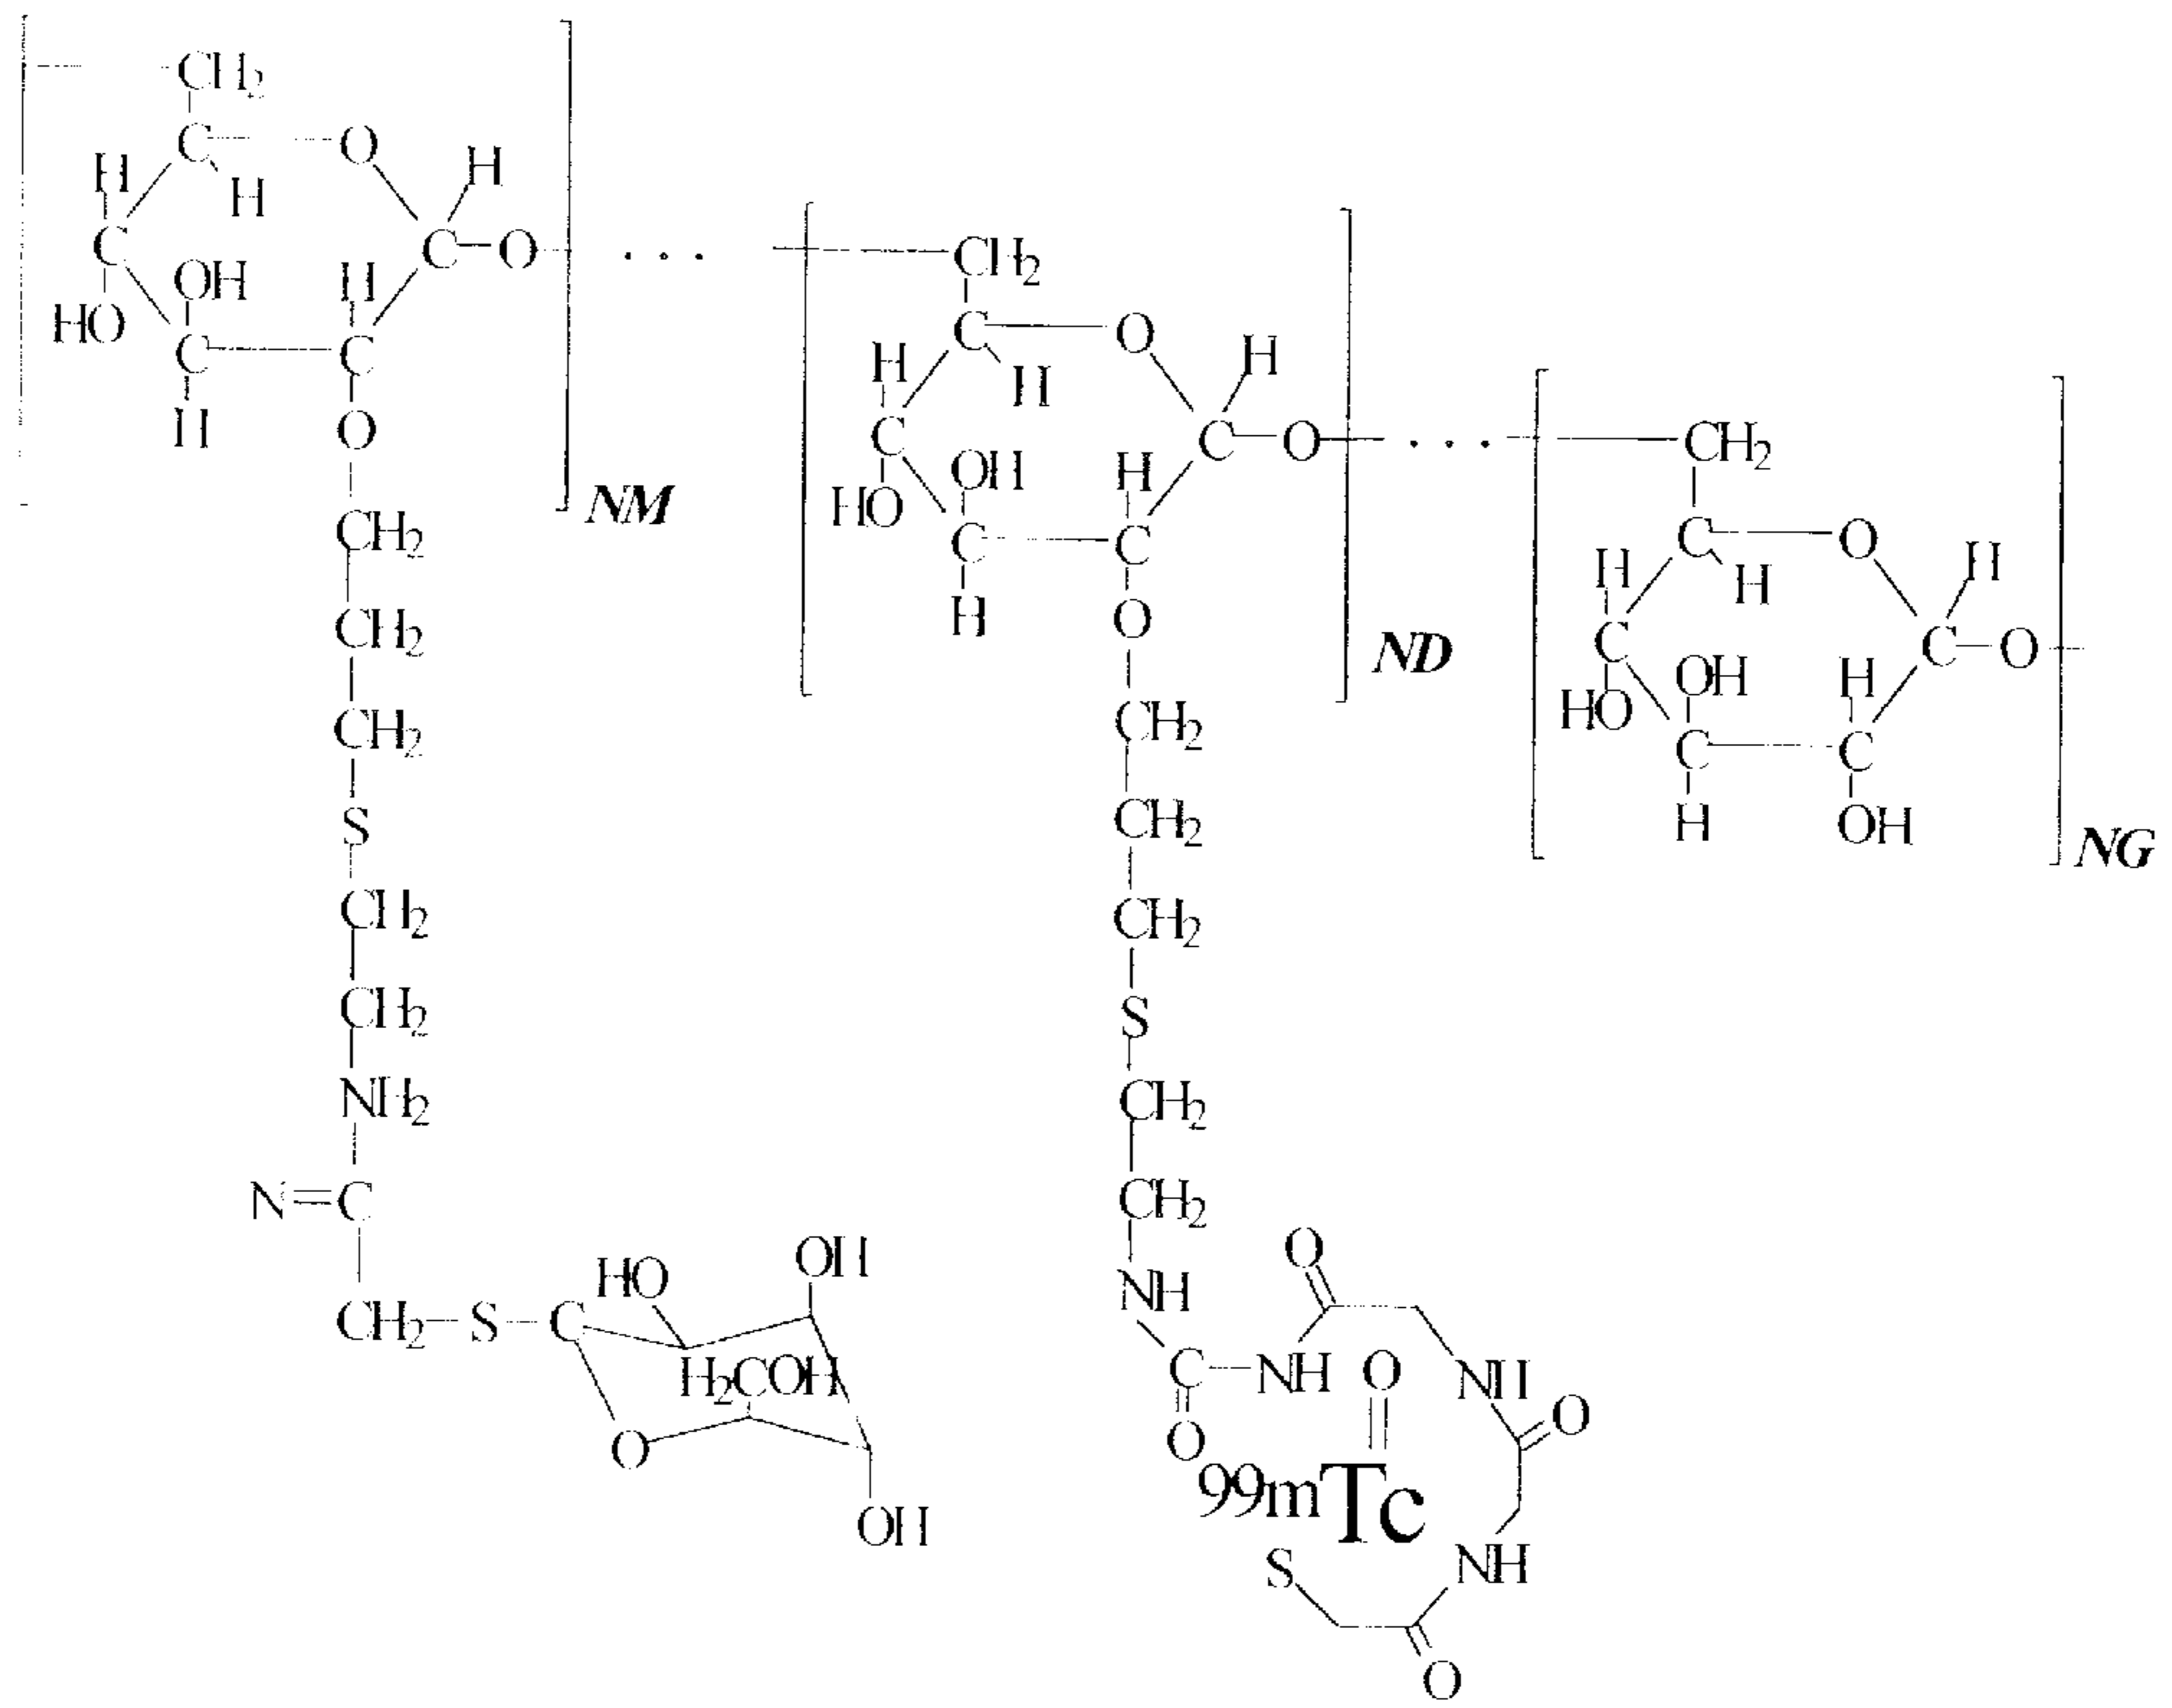 CH2
C O H
H H
C OH H C O ...
HO C C
H O
NM
CH2
CH2
CH2
S
CH2
CH2
NH2
N=C
CH2 S C
HO OH
H2COH
O
OH
CH2
C O H
H H
C OH H C O ...
HO C C
H O
ND
CH2
CH2
CH2
S
CH2
CH2
NH O
C NH O NH
O O
99mTc
S NH
O
CH2
C O H
H H
C OH H C O
HO C C
H OH
NG